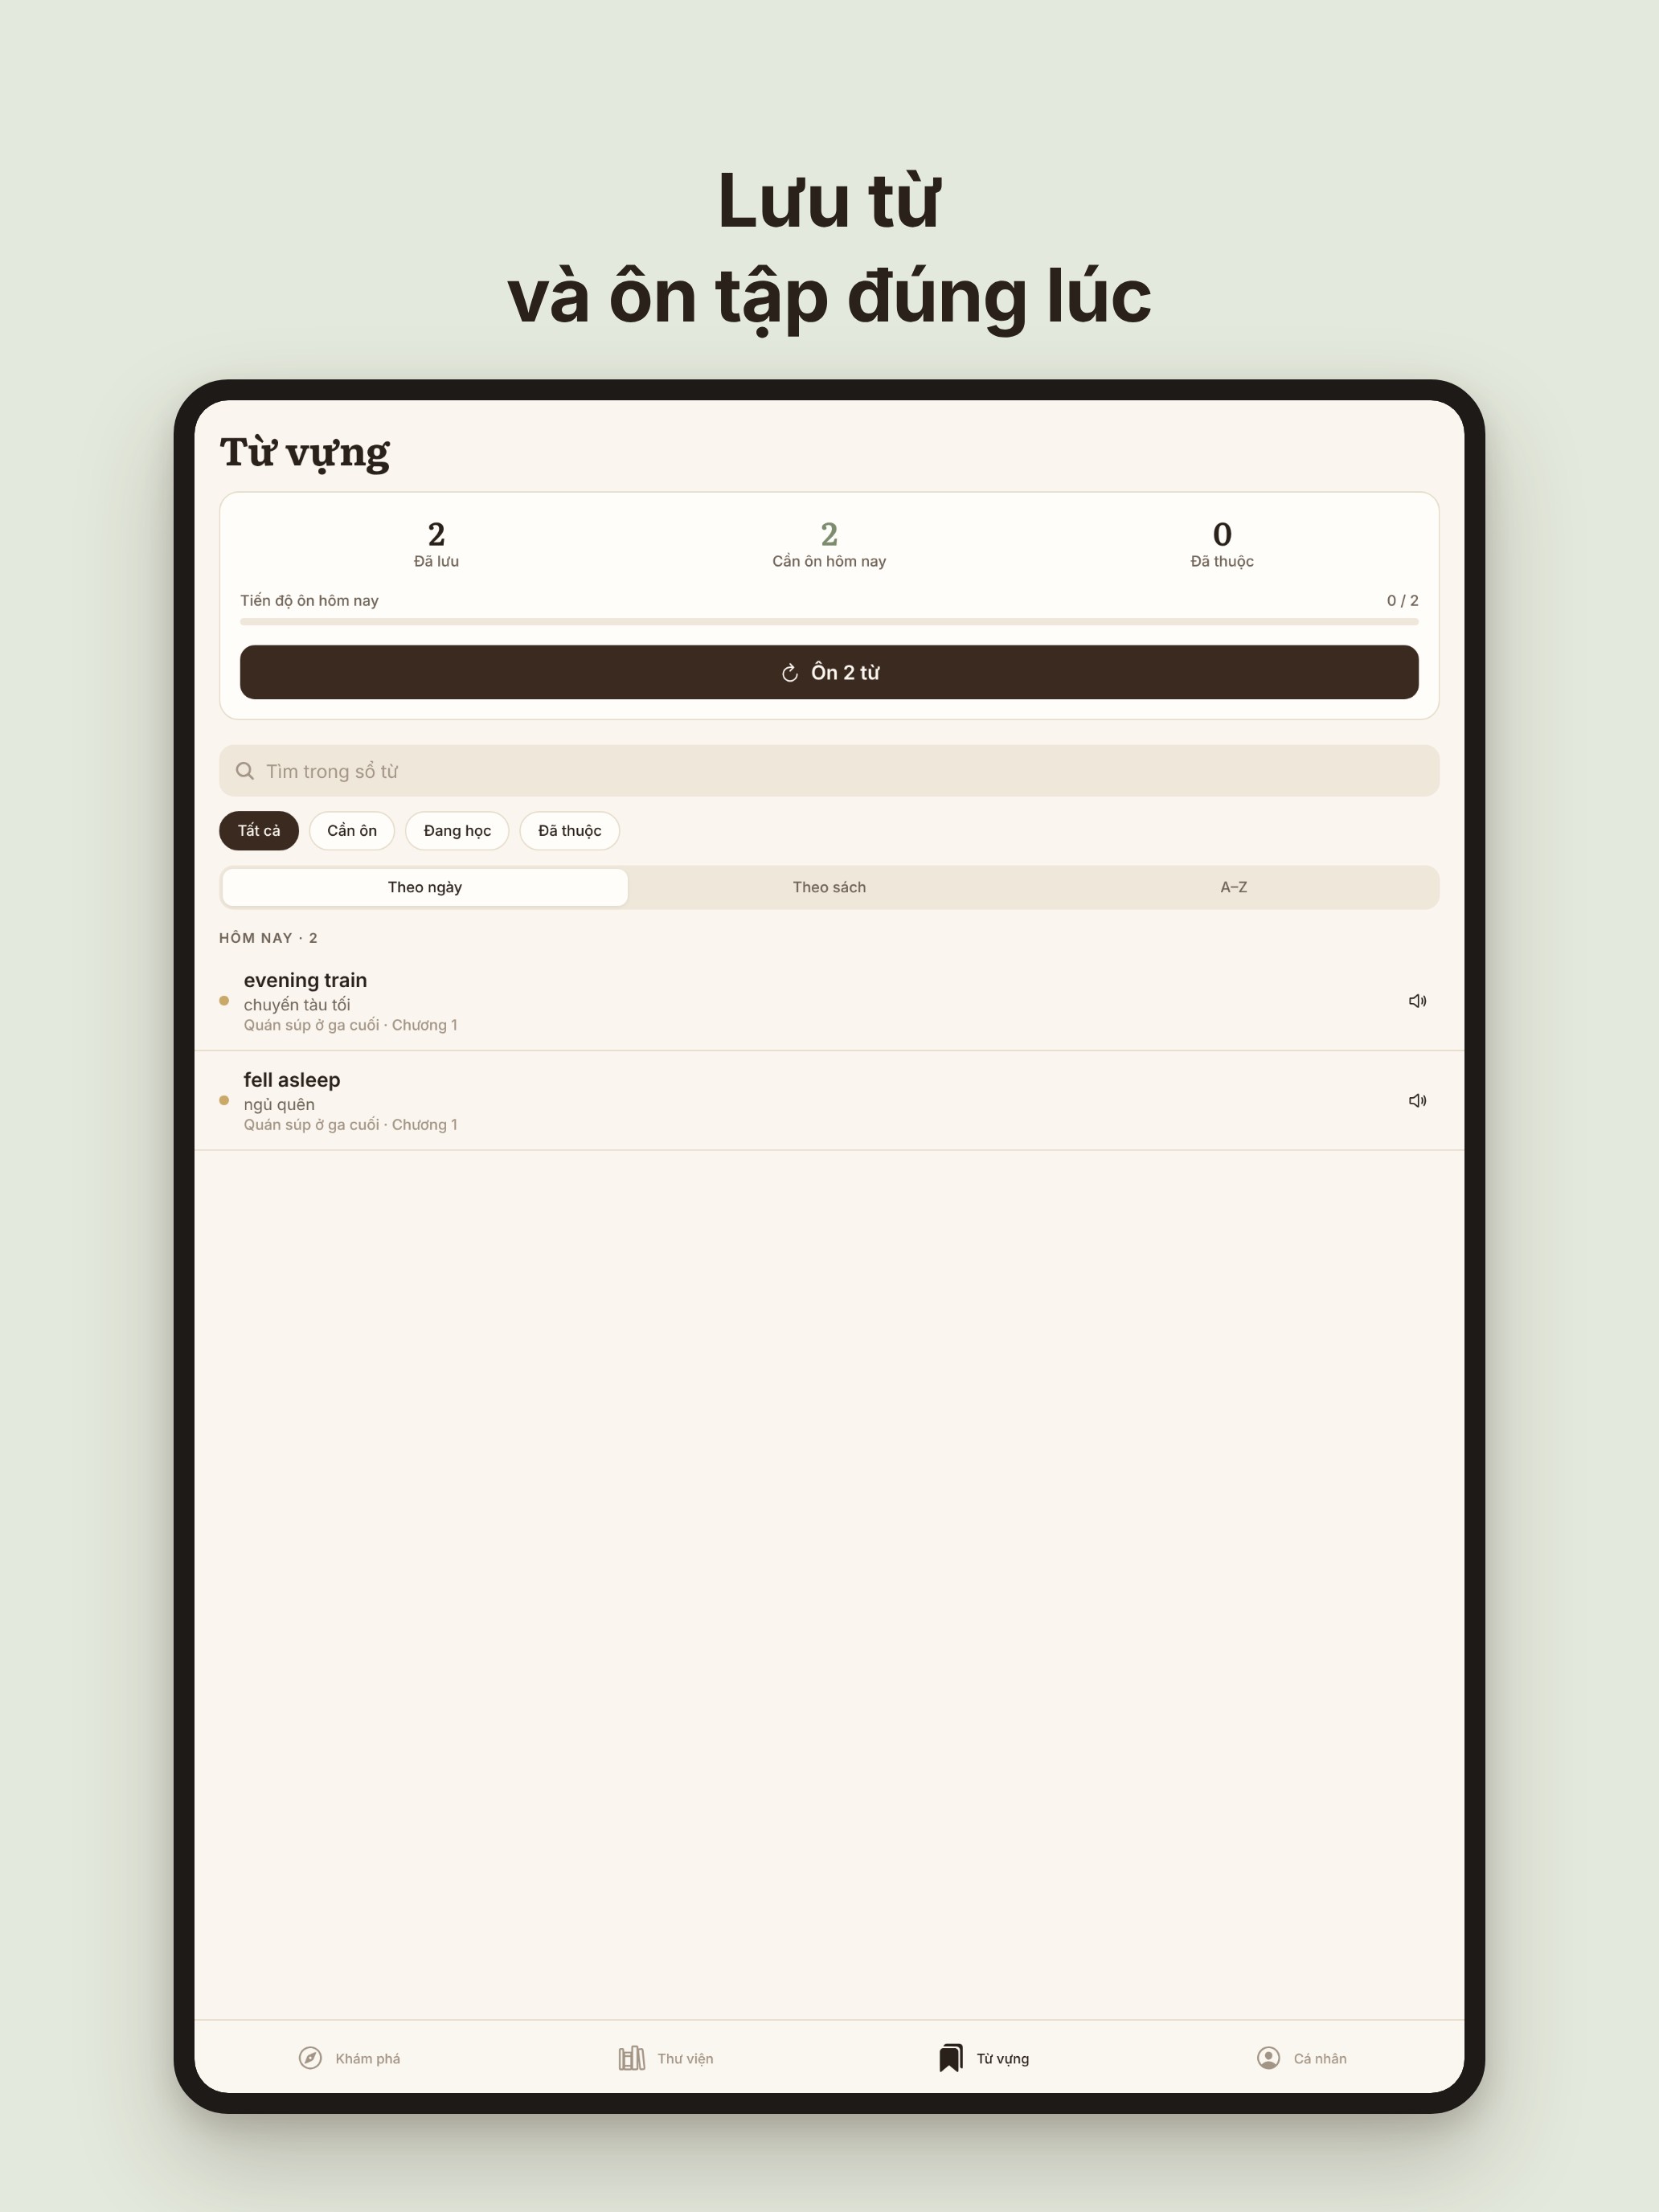 Lưu từ
và ôn tập đúng lúc
Từ vựng
2
Đã lưu
2
Cần ôn hôm nay
0
Đã thuộc
Tiến độ ôn hôm nay
0 / 2
Ôn 2 từ
Tìm trong sổ từ
Tất cả
Cần ôn
Đang học
Đã thuộc
Theo ngày
Theo sách
A–Z
HÔM NAY · 2
evening train
chuyến tàu tối
Quán súp ở ga cuối · Chương 1
fell asleep
ngủ quên
Quán súp ở ga cuối · Chương 1
Khám phá
Thư viện
Từ vựng
Cá nhân